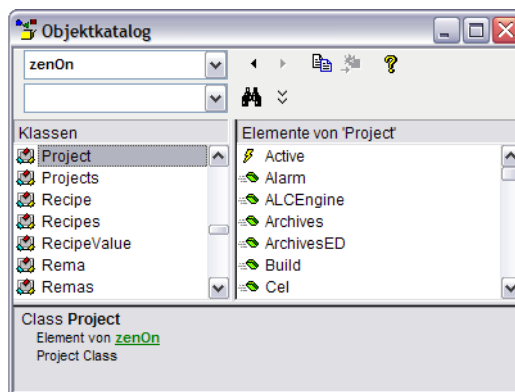 Objektkatalog
zenOn
Klassen
Project
Projects
Recipe
Recipes
RecipeValue
Rema
Remas
Elemente von 'Project'
Active
Alarm
ALCEngine
Archives
ArchivesED
Build
Cel
Class Project
Element von zenOn
Project Class